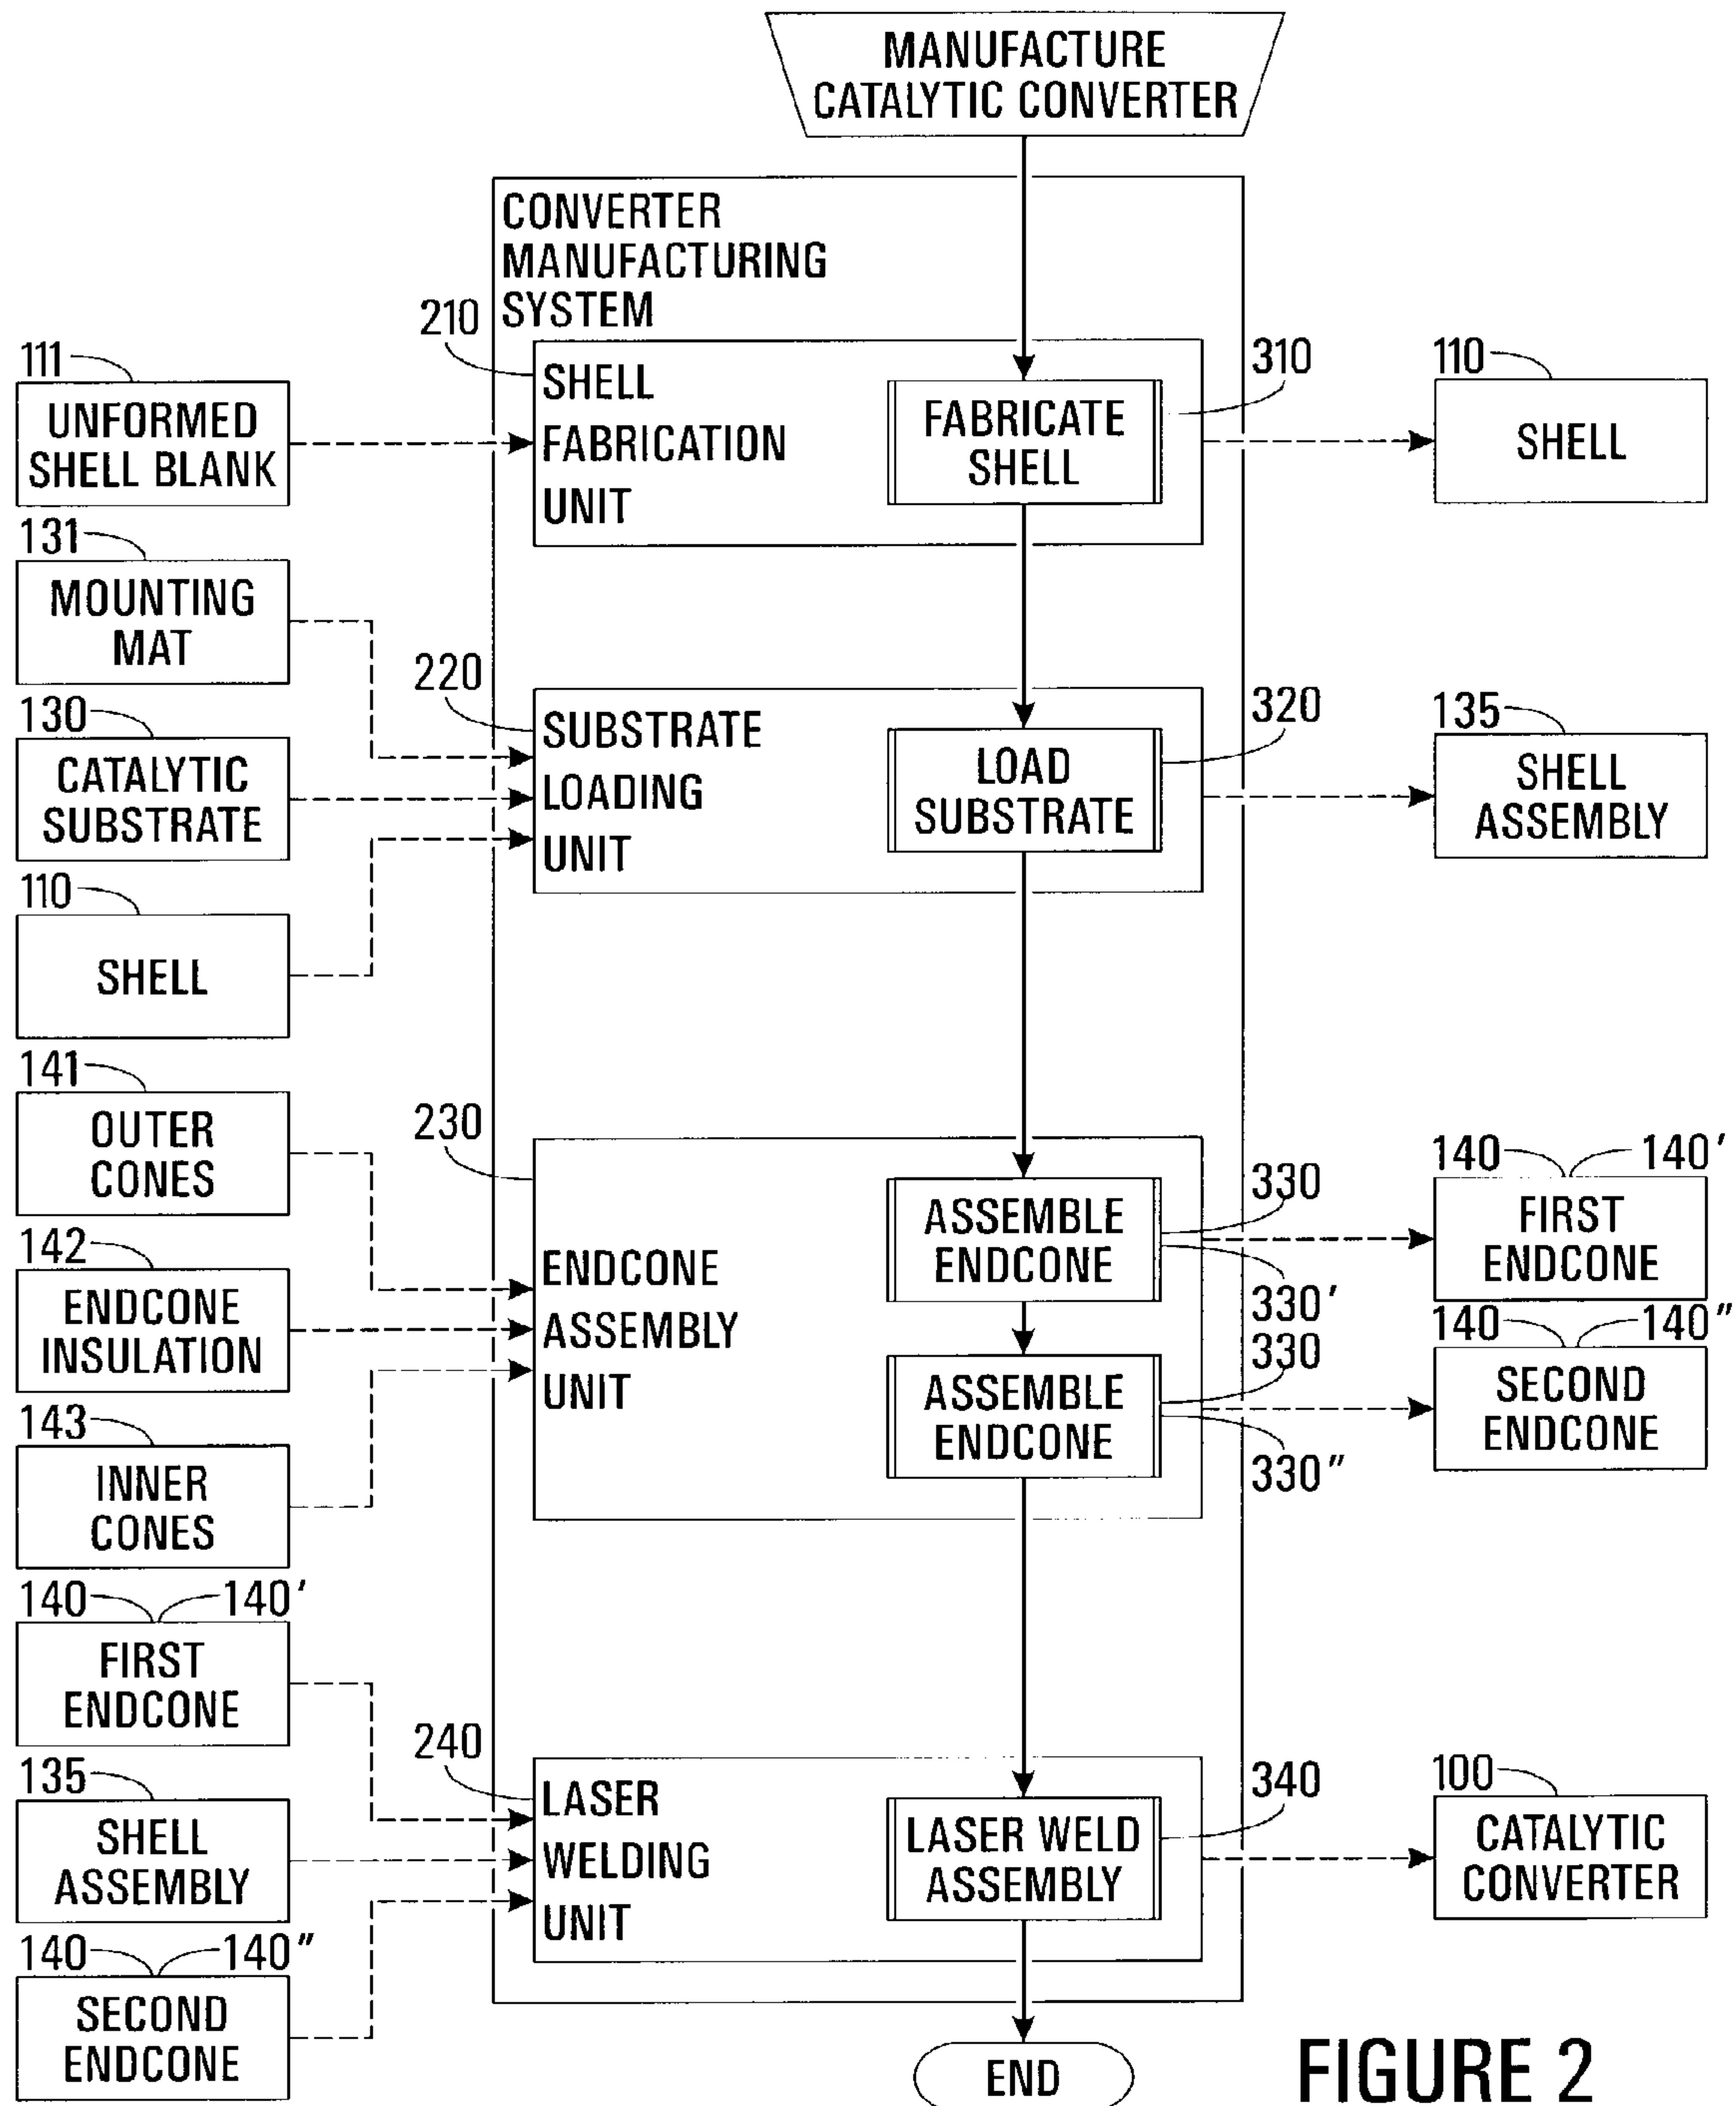 MANUFACTURE
CATALYTIC CONVERTER
CONVERTER
MANUFACTURING
SYSTEM
210
SHELL
FABRICATION
UNIT
111
UNFORMED
SHELL BLANK
FABRICATE
SHELL
310
110
SHELL
131
MOUNTING
MAT
130
CATALYTIC
SUBSTRATE
110
SHELL
220
SUBSTRATE
LOADING
UNIT
LOAD
SUBSTRATE
320
135
SHELL
ASSEMBLY
141
OUTER
CONES
142
ENDCONE
INSULATION
143
INNER
CONES
230
ENDCONE
ASSEMBLY
UNIT
ASSEMBLE
ENDCONE
330
330'
ASSEMBLE
ENDCONE
330
330"
140 140'
FIRST
ENDCONE
140 140"
SECOND
ENDCONE
140 140'
FIRST
ENDCONE
135
SHELL
ASSEMBLY
140 140"
SECOND
ENDCONE
240
LASER
WELDING
UNIT
LASER WELD
ASSEMBLY
340
100
CATALYTIC
CONVERTER
END
FIGURE 2